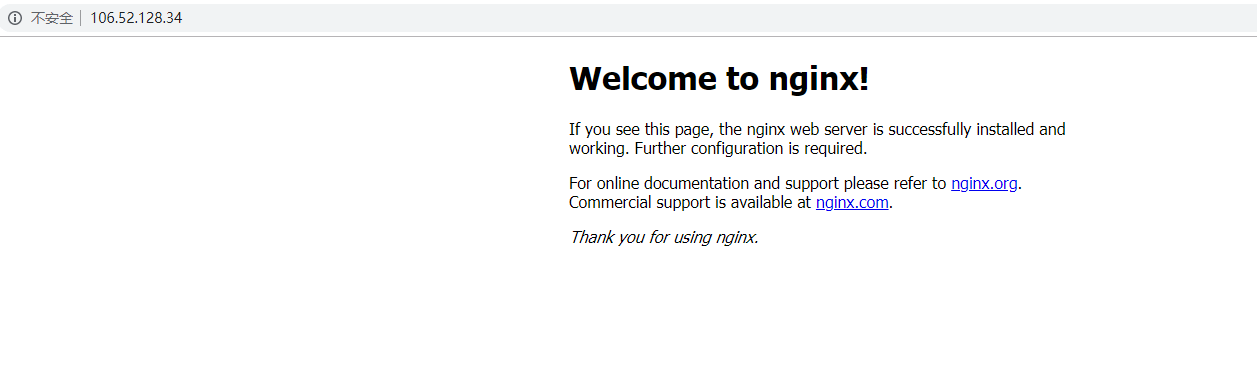 不安全 106.52.128.34
Welcome to nginx!
If you see this page, the nginx web server is successfully installed and
working. Further configuration is required.
For online documentation and support please refer to nginx.org.
Commercial support is available at nginx.com.
Thank you for using nginx.